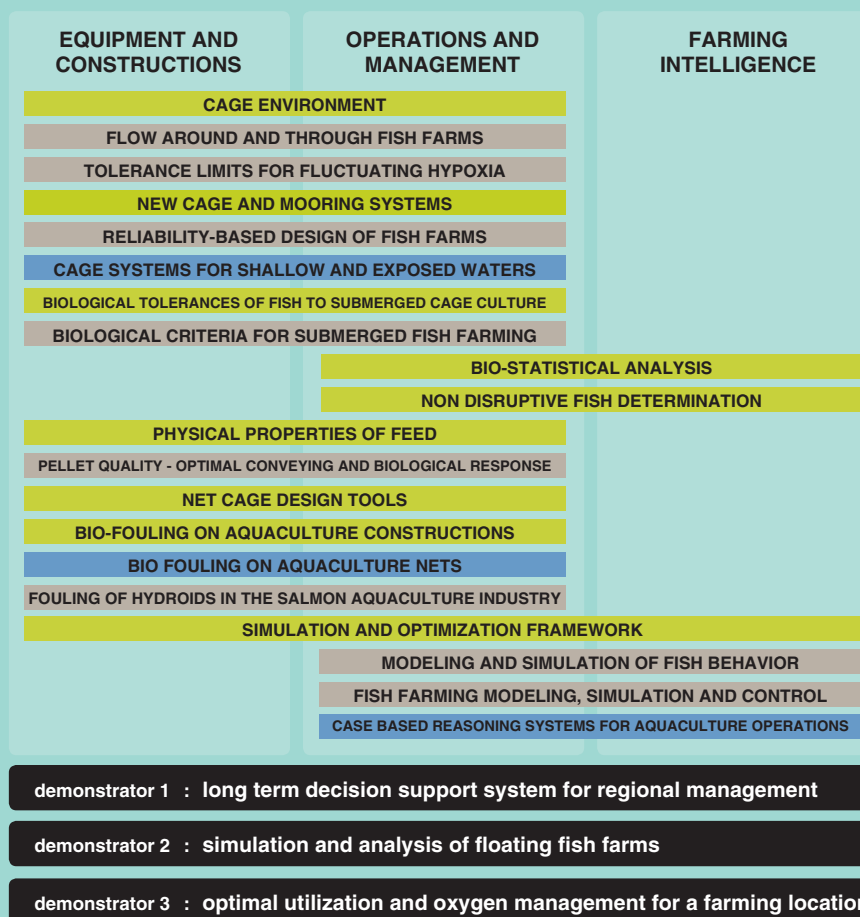 EQUIPMENT AND
CONSTRUCTIONS
OPERATIONS AND
MANAGEMENT
FARMING
INTELLIGENCE
CAGE ENVIRONMENT
FLOW AROUND AND THROUGH FISH FARMS
TOLERANCE LIMITS FOR FLUCTUATING HYPOXIA
NEW CAGE AND MOORING SYSTEMS
RELIABILITY-BASED DESIGN OF FISH FARMS
CAGE SYSTEMS FOR SHALLOW AND EXPOSED WATERS
BIOLOGICAL TOLERANCES OF FISH TO SUBMERGED CAGE CULTURE
BIOLOGICAL CRITERIA FOR SUBMERGED FISH FARMING
BIO-STATISTICAL ANALYSIS
NON DISRUPTIVE FISH DETERMINATION
PHYSICAL PROPERTIES OF FEED
PELLET QUALITY - OPTIMAL CONVEYING AND BIOLOGICAL RESPONSE
NET CAGE DESIGN TOOLS
BIO-FOULING ON AQUACULTURE CONSTRUCTIONS
BIO FOULING ON AQUACULTURE NETS
FOULING OF HYDROIDS IN THE SALMON AQUACULTURE INDUSTRY
SIMULATION AND OPTIMIZATION FRAMEWORK
MODELING AND SIMULATION OF FISH BEHAVIOR
FISH FARMING MODELING, SIMULATION AND CONTROL
CASE BASED REASONING SYSTEMS FOR AQUACULTURE OPERATIONS
demonstrator 1 : long term decision support system for regional management
demonstrator 2 : simulation and analysis of floating fish farms
demonstrator 3 : optimal utilization and oxygen management for a farming location